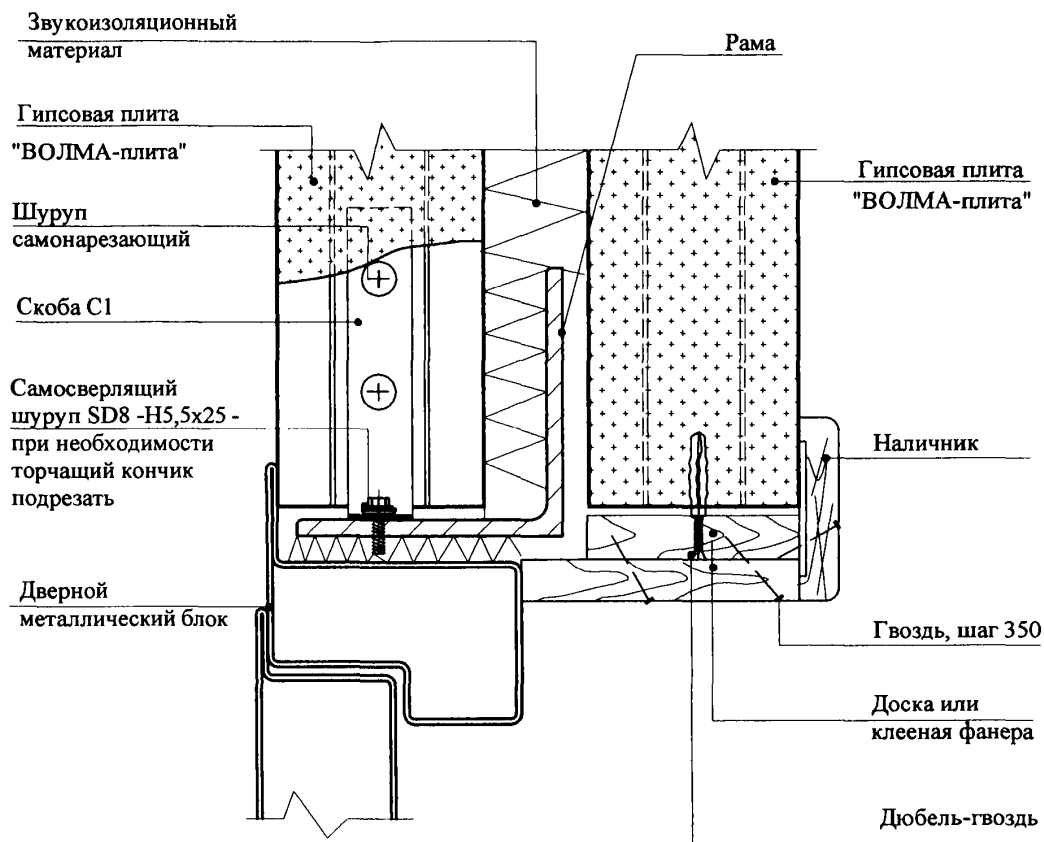 Звукоизоляционный
материал
Рама
Гипсовая плита
"ВОЛМА-плита"
Гипсовая плита
"ВОЛМА-плита"
Шуруп
самонарезающий
Скоба С1
Самосверлящий
шуруп SD8 -Н5,5х25 -
при необходимости
торчащий кончик
подрезать
Наличник
Дверной
металлический блок
Гвоздь, шаг 350
Доска или
клееная фанера
Дюбель-гвоздь